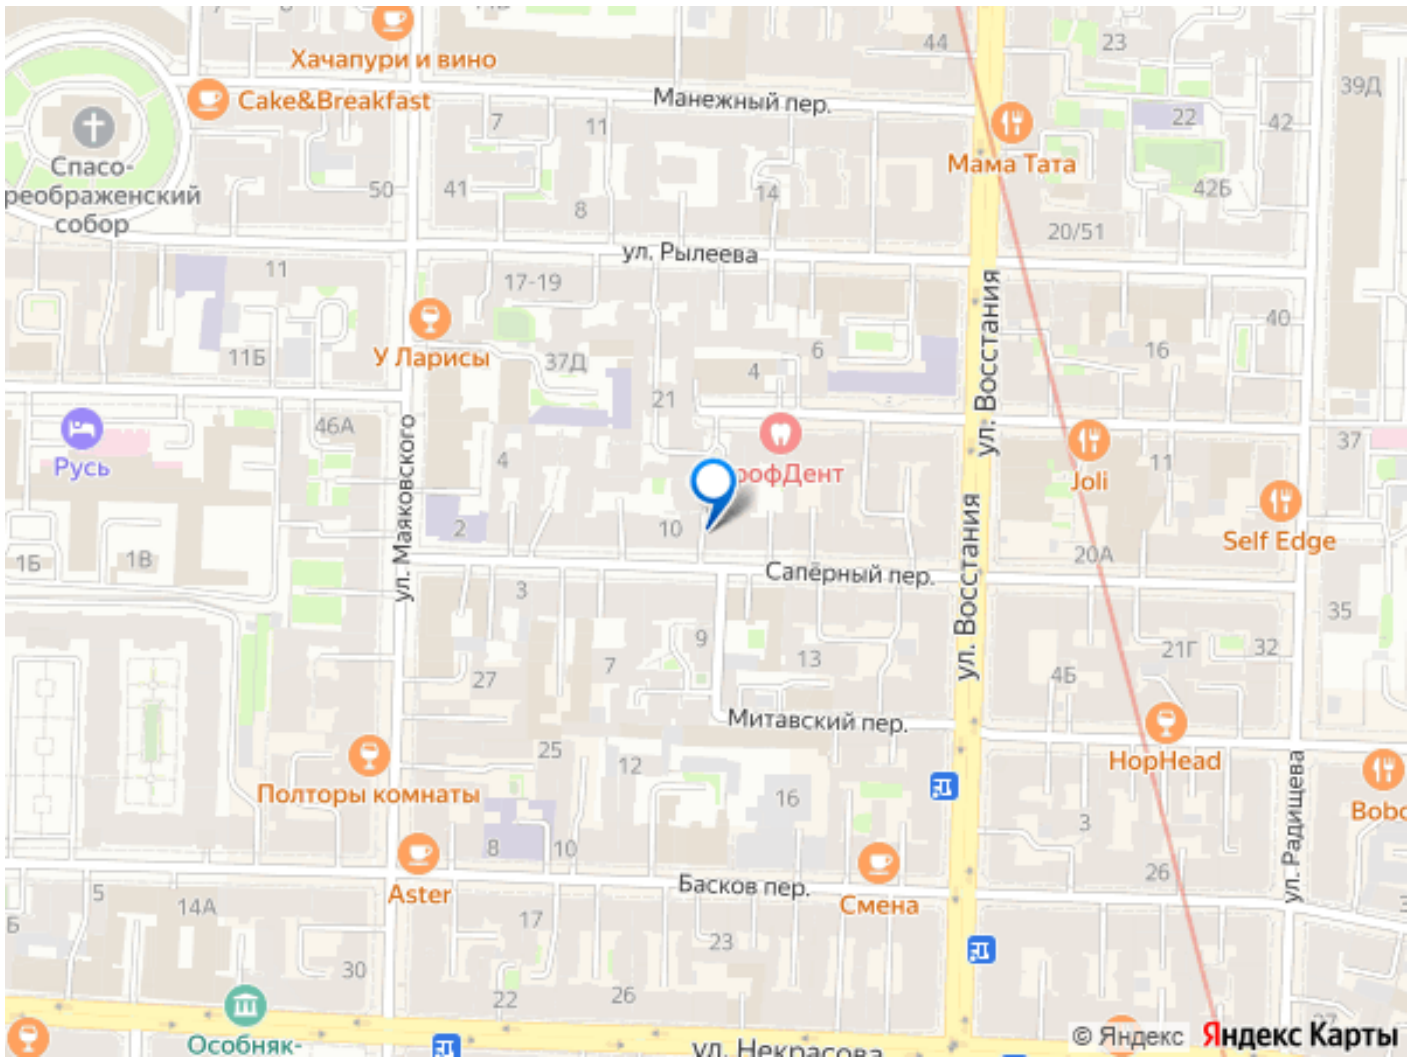 Хачапури и вино
44
23
39Д
Cake&Breakfast
Манежный пер.
7
11
22
42
Мама Тата
Спасо-
реображенский
собор
50
41
8
14
42Б
20/51
ул. Рылеева
11
17-19
ул. Восстания
40
У Ларисы
11Б
37Д
6
4
16
21
46А
Русь
ул. Маяковского
4
рофДент
Joli
11
37
2
10
Self Edge
20А
1Б
1В
Сапёрный пер.
3
ул. Восстания
35
9
7
13
21Г
32
27
4Б
Митавский пер.
25
12
16
HopHead
ул. Радищева
Полторы комнаты
Bobo
3
8
10
26
Aster
Басков пер.
Смена
5
14А
17
23
Б
30
22
26
27
Особняк-
ул. Некрасова
© Яндекс
Яндекс Карты